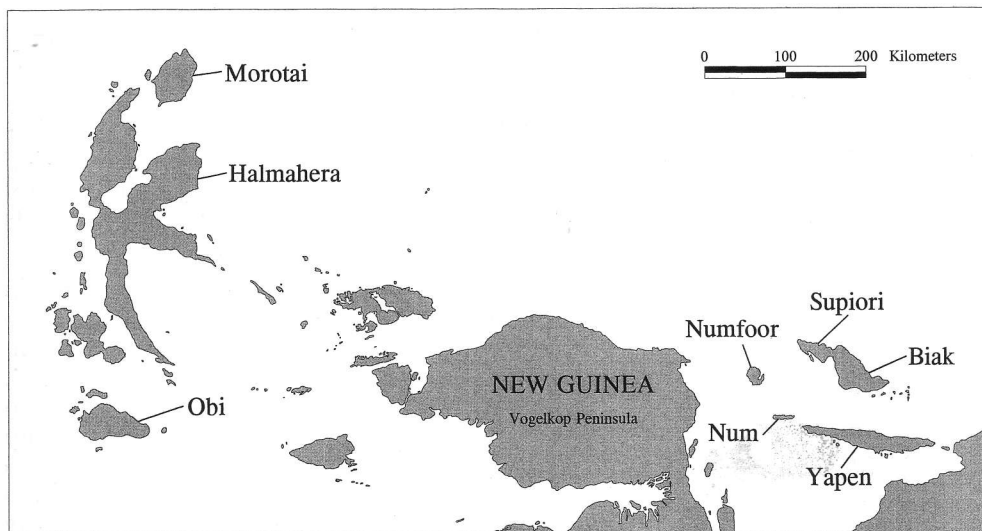 0 100 200 Kilometers
Morotai
Halmahera
Supiori
Numfoor
Biak
NEW GUINEA
Vogelkop Peninsula
Obi
Num
Yapen